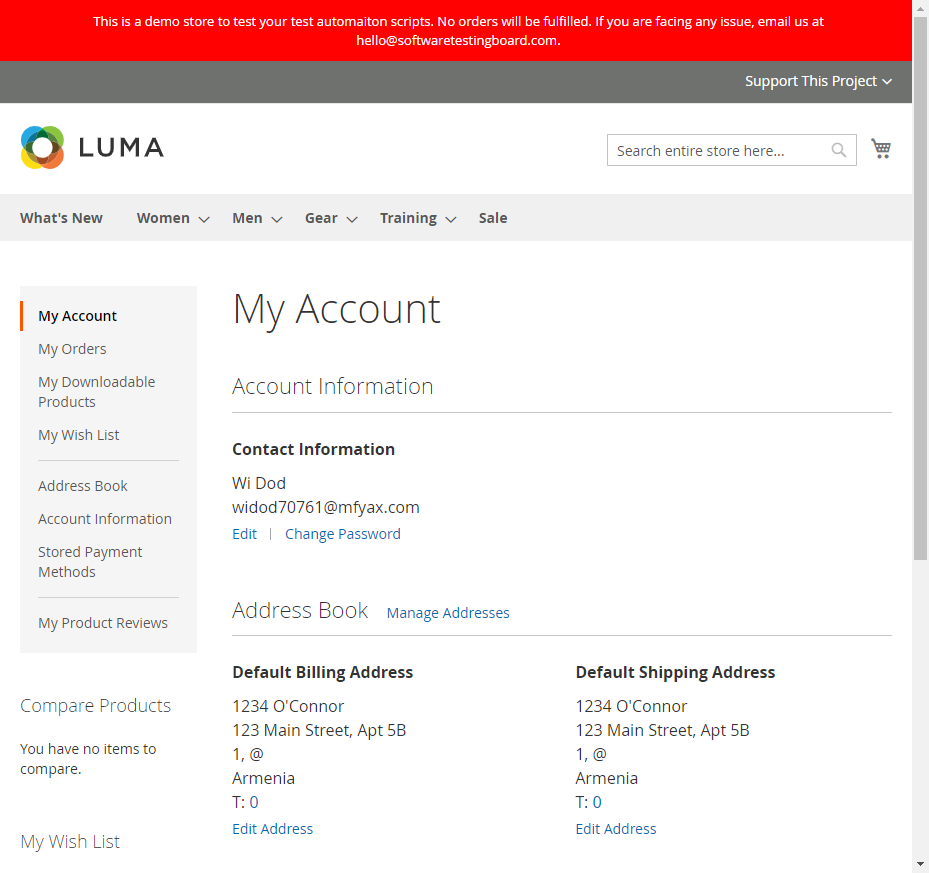 This is a demo store to test your test automaiton scripts. No orders will be fulfilled. If you are facing any issue, email us at
hello@softwaretestingboard.com.
Support This Project
LUMA
Search entire store here...
What's New Women Men Gear Training Sale
My Account
My Orders
My Downloadable
Products
My Wish List
Address Book
Account Information
Stored Payment
Methods
My Product Reviews
Compare Products
You have no items to
compare.
My Wish List
My Account
Account Information
Contact Information
Wi Dod
widod70761@mfyax.com
Edit | Change Password
Address Book Manage Addresses
Default Billing Address
1234 O'Connor
123 Main Street, Apt 5B
1, @
Armenia
T: 0
Edit Address
Default Shipping Address
1234 O'Connor
123 Main Street, Apt 5B
1, @
Armenia
T: 0
Edit Address